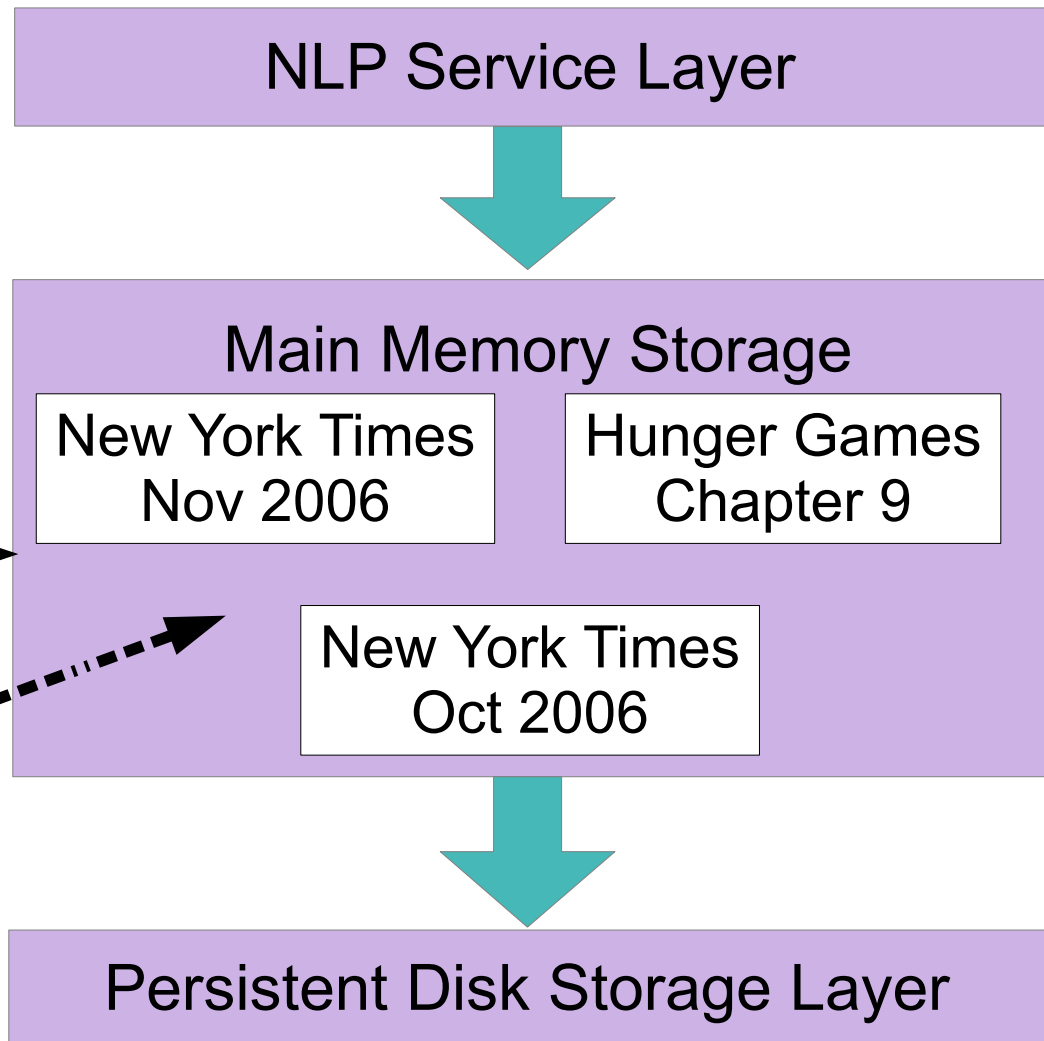 NLP Service Layer
Main Memory Storage
New York Times
Nov 2006
Hunger Games
Chapter 9
New York Times
Oct 2006
Persistent Disk Storage Layer